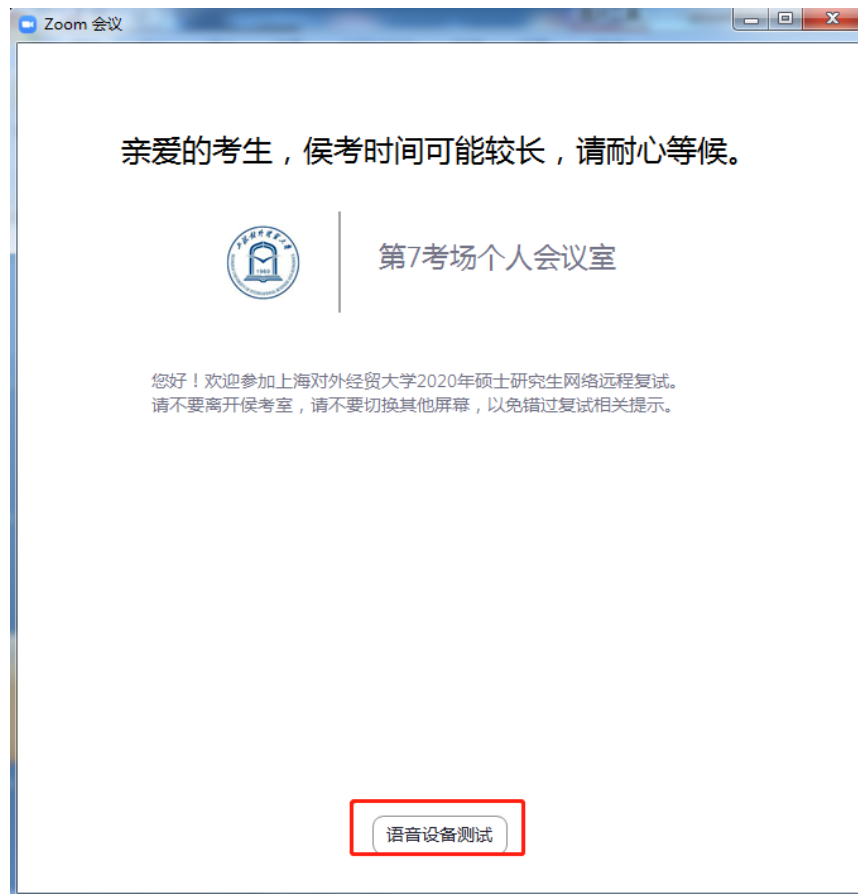 Zoom 会议
亲爱的考生，侯考时间可能较长，请耐心等候。
第7考场个人会议室
1960
您好！欢迎参加上海对外经贸大学2020年硕士研究生网络远程复试。
请不要离开侯考室，请不要切换其他屏幕，以免错过复试相关提示。
语音设备测试